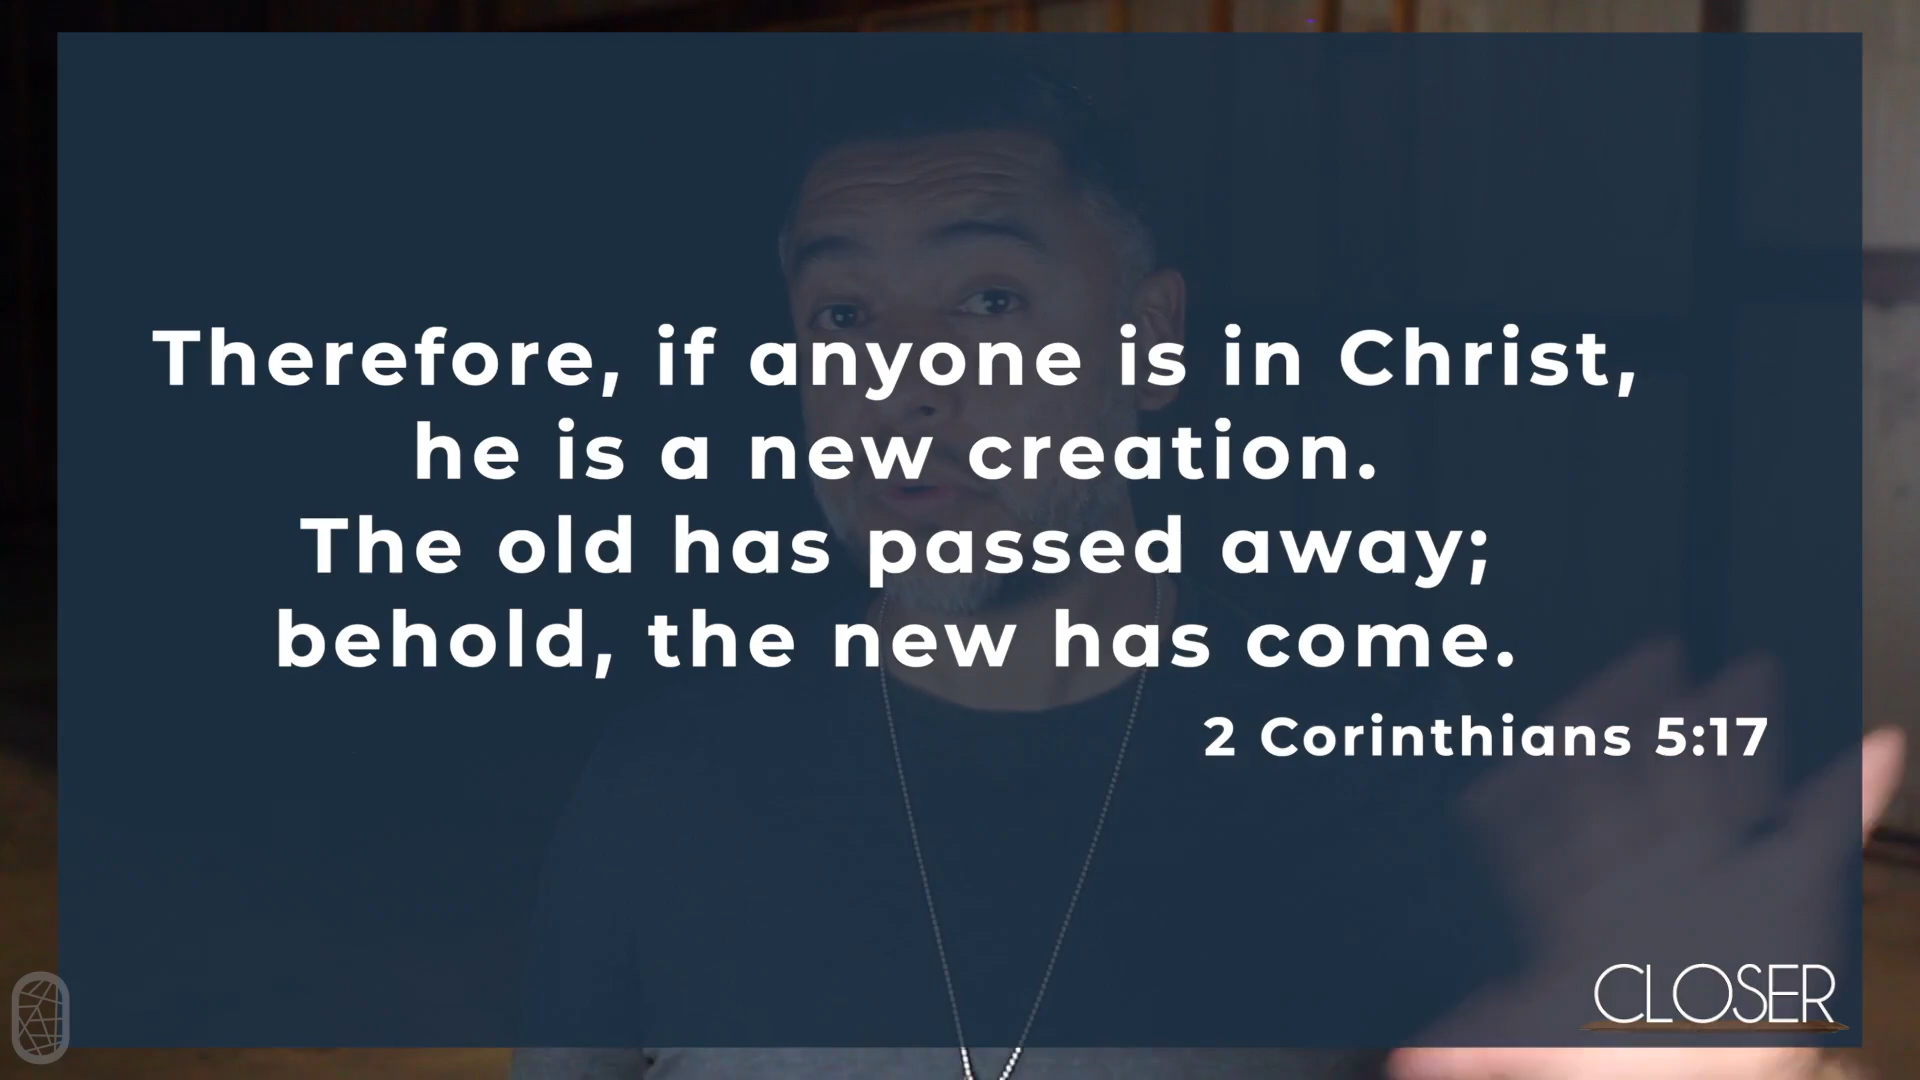 Therefore, if anyone is in Christ,
he is a new creation.
The old has passed away;
behold, the new has come.
2 Corinthians 5:17
CLOSER